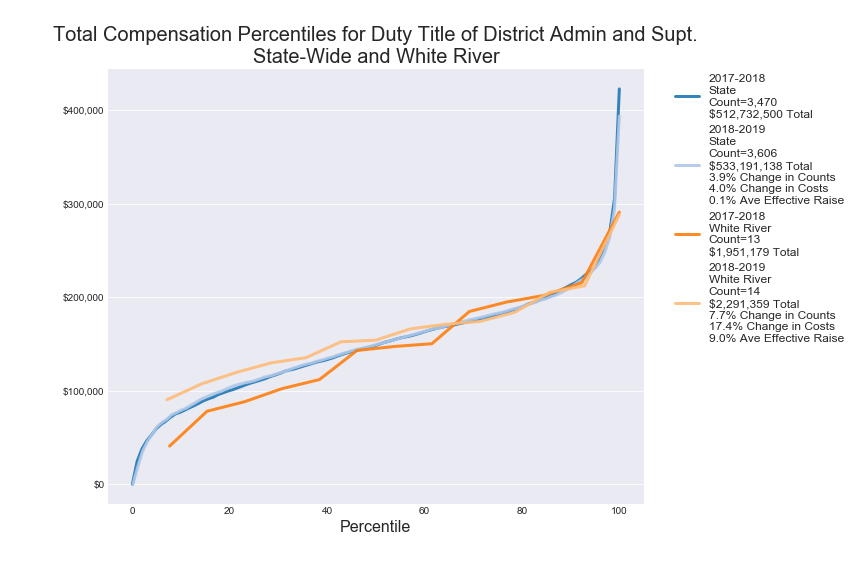 Total Compensation Percentiles for Duty Title of District Admin and Supt.
State-Wide and White River
$400,000
$300,000
$200,000
$100,000
$0
0 20 40 60 80 100
Percentile
2017-2018
State
Count=3,470
$512,732,500 Total
2018-2019
State
Count=3,606
$533,191,138 Total
3.9% Change in Counts
4.0% Change in Costs
0.1% Ave Effective Raise
2017-2018
White River
Count=13
$1,951,179 Total
2018-2019
White River
Count=14
$2,291,359 Total
7.7% Change in Counts
17.4% Change in Costs
9.0% Ave Effective Raise